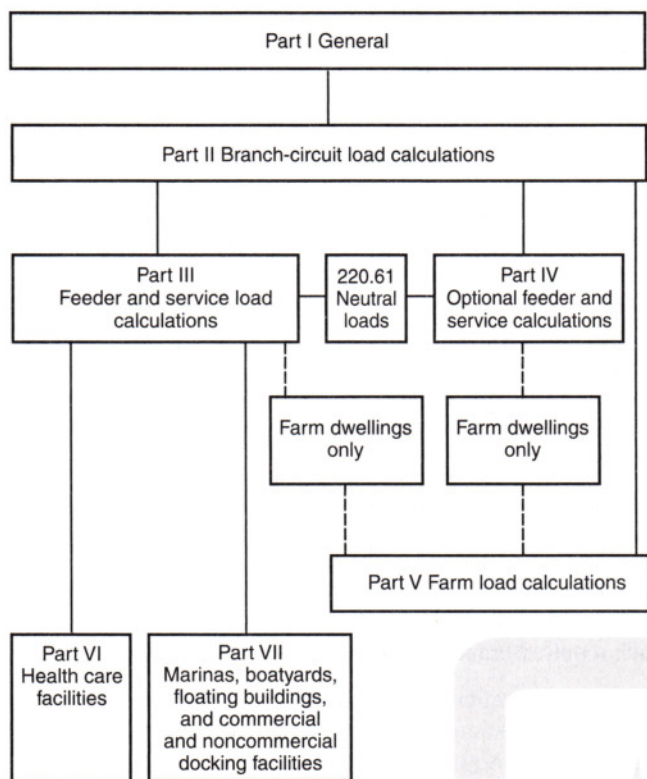 Part I General
Part II Branch-circuit load calculations
Part III
Feeder and service load
calculations
220.61
Neutral
loads
Part IV
Optional feeder and
service calculations
Farm dwellings
only
Farm dwellings
only
Part V Farm load calculations
Part VI
Health care
facilities
Part VII
Marinas, boatyards,
floating buildings,
and commercial
and noncommercial
docking facilities